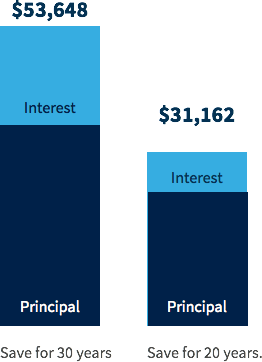 $53,648
Interest
Principal
Save for 30 years
$31,162
Interest
Principal
Save for 20 years.